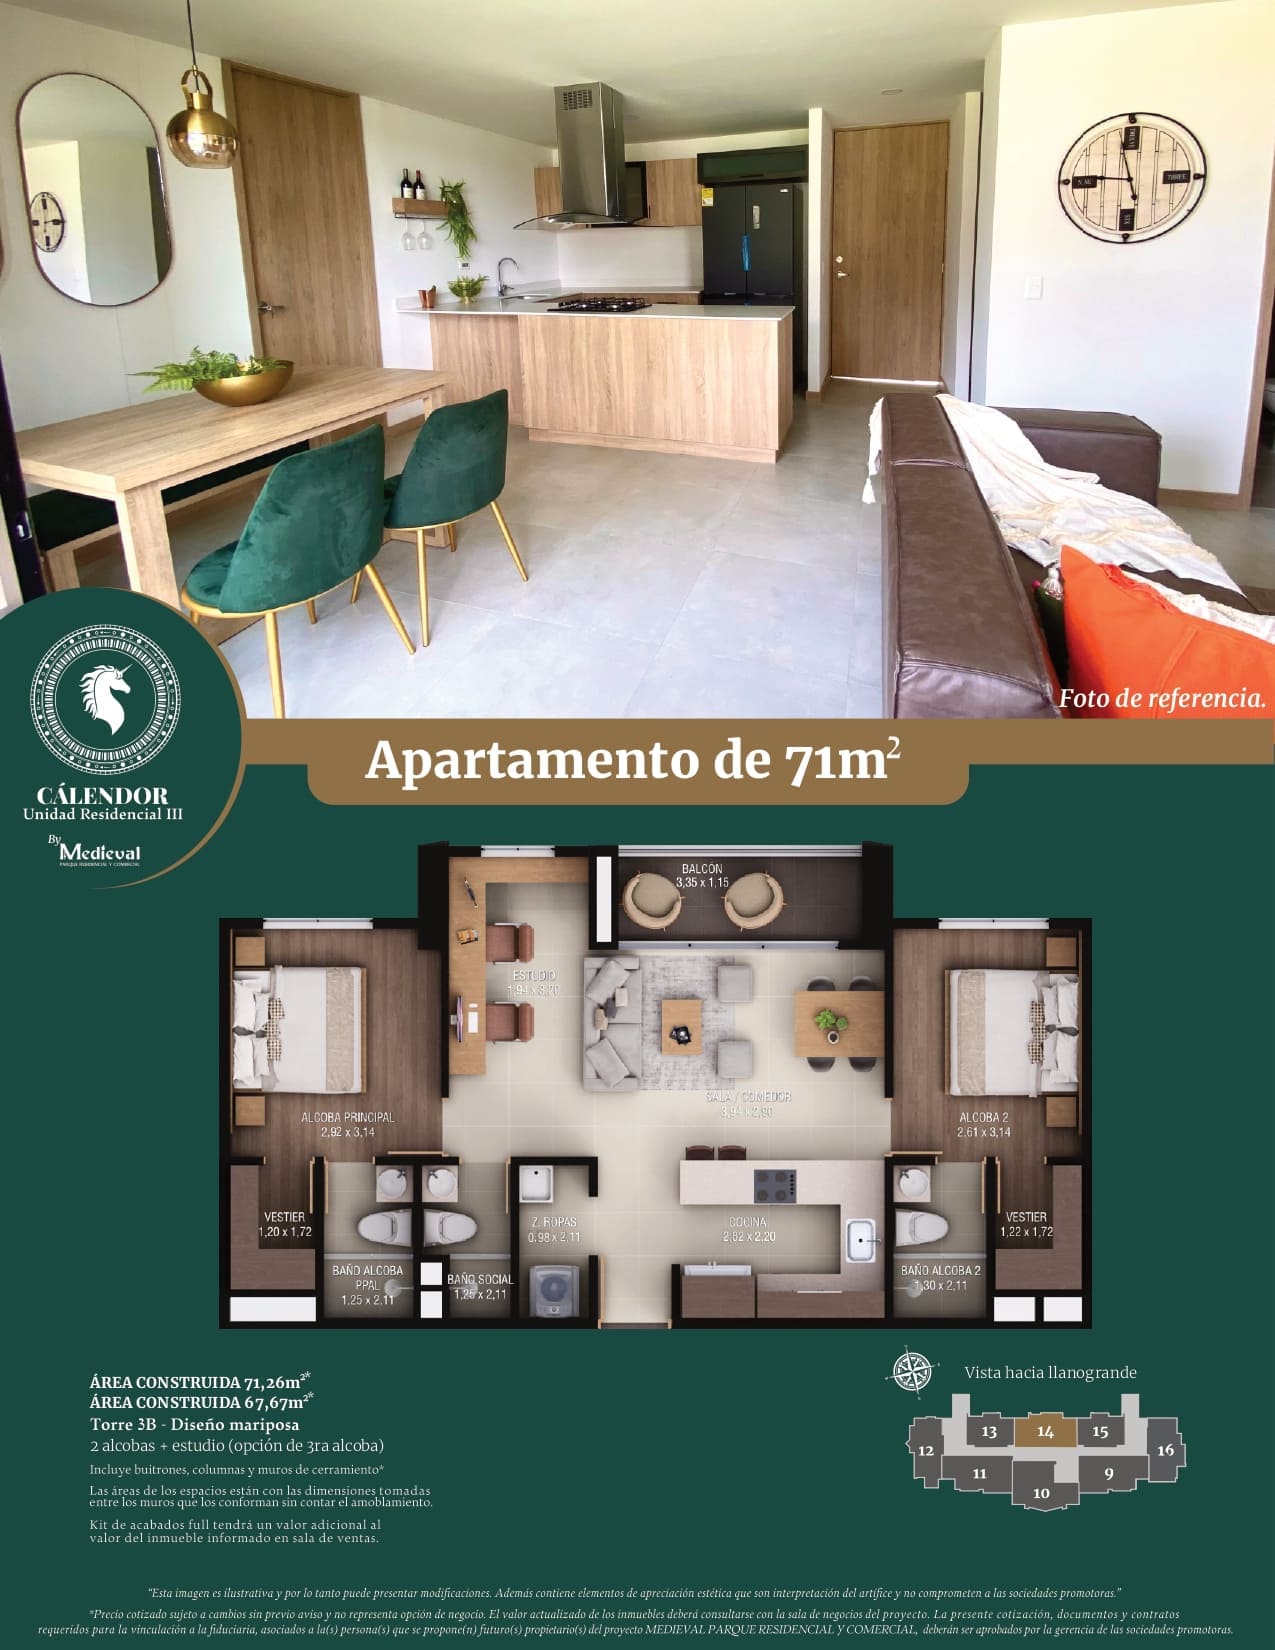 Foto de referencia.
Apartamento de 71m²
CÁLENDOR
Unidad Residencial III
By
Medieval
PARQUE RESIDENCIAL Y COMERCIAL
BALCÓN
3,35 x 1,15
ESTUDIO
1,94 x 3,20
SALA / COMEDOR
3,94 x 2,90
ALCOBA PRINCIPAL
2,92 x 3,14
ALCOBA 2
2,61 x 3,14
VESTIER
1,20 x 1,72
Z. ROPAS
0,98 x 2,11
COCINA
2,62 x 2,20
VESTIER
1,22 x 1,72
BAÑO ALCOBA
PPAL
1,25 x 2,11
BAÑO SOCIAL
1,25 x 2,11
BAÑO ALCOBA 2
1,30 x 2,11
ÁREA CONSTRUIDA 71,26m²*
ÁREA CONSTRUIDA 67,67m²*
Torre 3B - Diseño mariposa
2 alcobas + estudio (opción de 3ra alcoba)
Incluye buitrones, columnas y muros de cerramiento*
Las áreas de los espacios están con las dimensiones tomadas
entre los muros que los conforman sin contar el amoblamiento.
Kit de acabados full tendrá un valor adicional al
valor del inmueble informado en sala de ventas.
Vista hacia llanogrande
12
13
14
15
16
11
10
9
“Esta imagen es ilustrativa y por lo tanto puede presentar modificaciones. Además contiene elementos de apreciación estética que son interpretación del artífice y no comprometen a las sociedades promotoras.”
*Precio cotizado sujeto a cambios sin previo aviso y no representa opción de negocio. El valor actualizado de los inmuebles deberá consultarse con la sala de negocios del proyecto. La presente cotización, documentos y contratos
requeridos para la vinculación a la fiduciaria, asociados a la(s) persona(s) que se propone(n) futuro(s) propietario(s) del proyecto MEDIEVAL PARQUE RESIDENCIAL Y COMERCIAL, deberán ser aprobados por la gerencia de las sociedades promotoras.